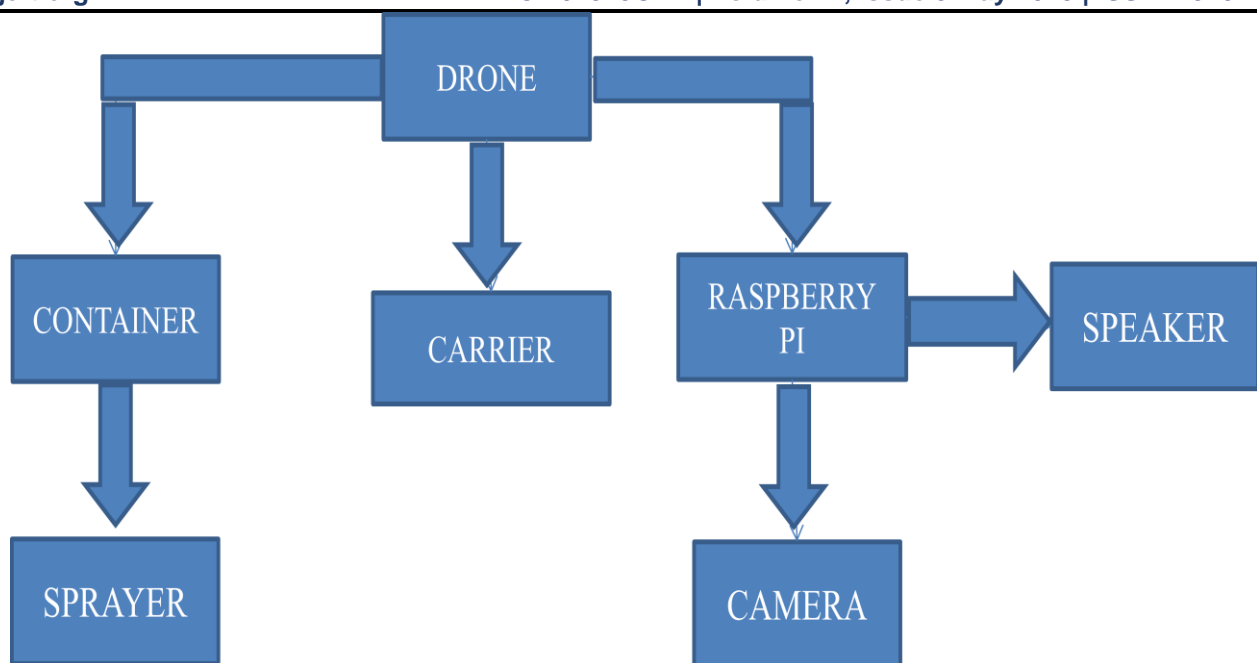 DRONE
CONTAINER
CARRIER
RASPBERRY
PI
SPEAKER
SPRAYER
CAMERA